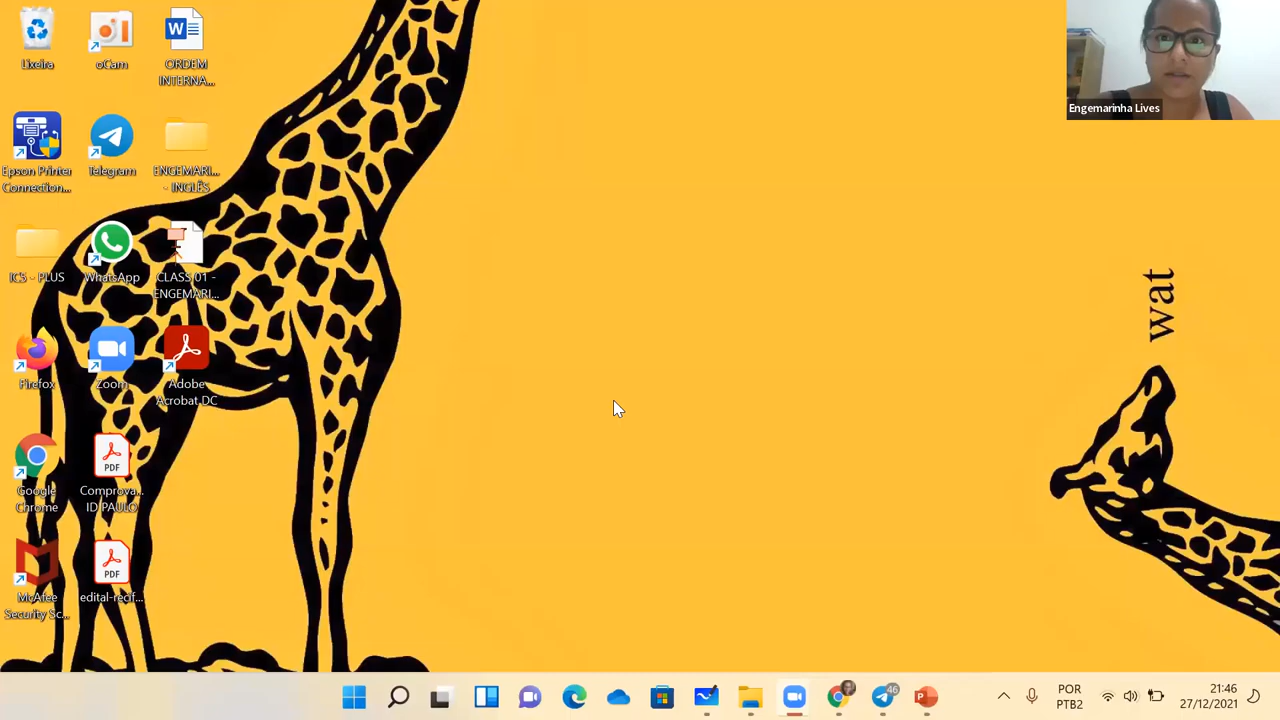 Lixeira
oCam
ORDEM
INTERNA...
Engemarinha Lives
Epson Printer
Connection...
Telegram
ENGEMARI...
- INGLÊS
ICS - PLUS
WhatsApp
CLASS 01 -
ENGEMARI...
wat
Firefox
Zoom
Adobe
Acrobat DC
Google
Chrome
PDF
Comprova...
ID PAULO
McAfee
Security Sc...
PDF
edital-recif...
46
POR
PTB2
21:46
27/12/2021